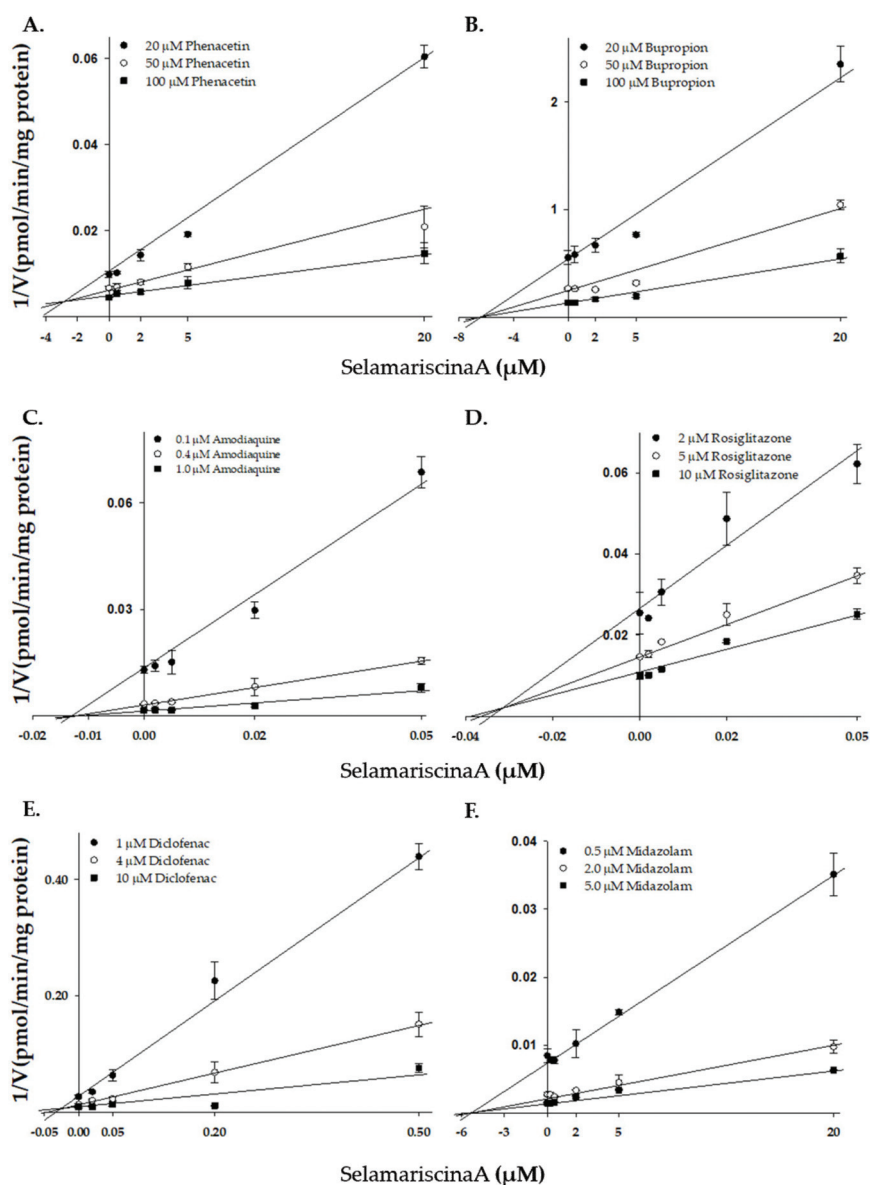 A.
20 µM Phenacetin
50 µM Phenacetin
100 µM Phenacetin
0.06
0.04
0.02
-4 -2 0 2 5 20
B.
20 µM Bupropion
50 µM Bupropion
100 µM Bupropion
2
1
-8 -4 0 2 5 20
1/V(pmol/min/mg protein)
SelamariscinaA (µM)
C.
0.1 µM Amodiaquine
0.4 µM Amodiaquine
1.0 µM Amodiaquine
0.06
0.03
-0.02 -0.01 0.00 0.02 0.05
D.
2 µM Rosiglitazone
5 µM Rosiglitazone
10 µM Rosiglitazone
0.06
0.04
0.02
0.00
-0.04 -0.02 0.00 0.02 0.05
1/V(pmol/min/mg protein)
SelamariscinaA (µM)
E.
1 µM Diclofenac
4 µM Diclofenac
10 µM Diclofenac
0.40
0.20
-0.05 0.00 0.05 0.20 0.50
F.
0.5 µM Midazolam
2.0 µM Midazolam
5.0 µM Midazolam
0.04
0.03
0.02
0.01
0.00
-6 -3 0 2 5 20
1/V(pmol/min/mg protein)
SelamariscinaA (µM)